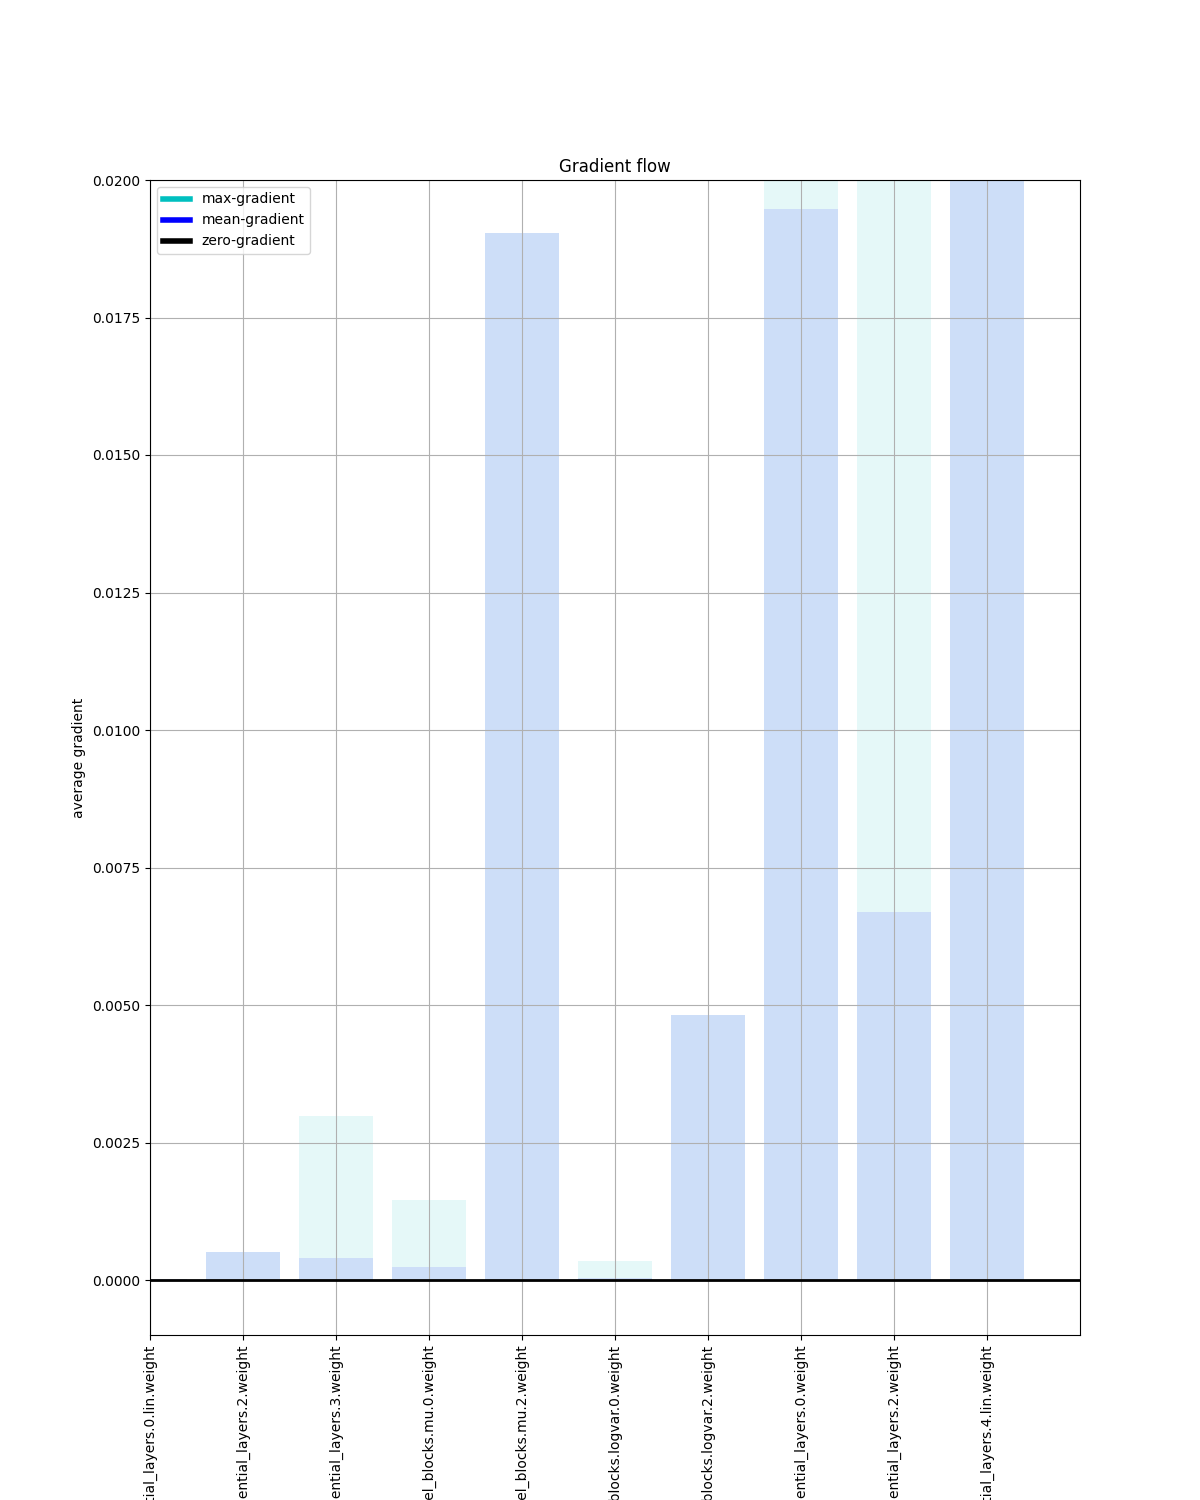 Gradient flow
max-gradient
mean-gradient
zero-gradient
average gradient
0.0200
0.0175
0.0150
0.0125
0.0100
0.0075
0.0050
0.0025
0.0000
tial_layers.0.lin.weight
ential_layers.2.weight
ential_layers.3.weight
el_blocks.mu.0.weight
el_blocks.mu.2.weight
blocks.logvar.0.weight
blocks.logvar.2.weight
ential_layers.0.weight
ential_layers.2.weight
tial_layers.4.lin.weight